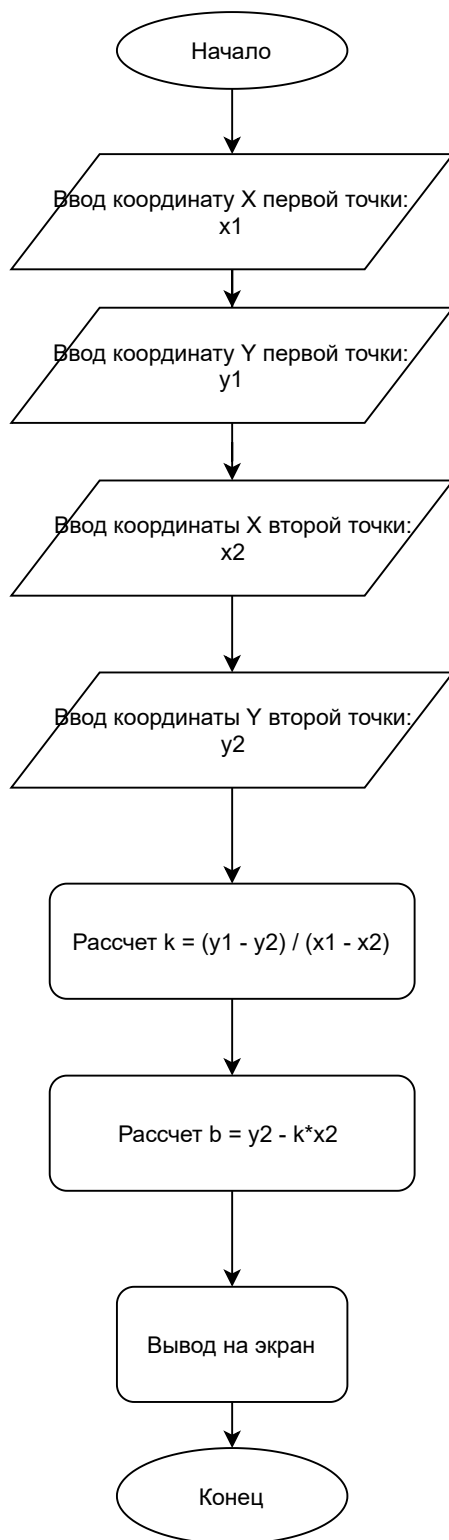 Начало
Ввод координату X первой точки:
x1
Ввод координату Y первой точки:
y1
Ввод координаты X второй точки:
x2
Ввод координаты Y второй точки:
y2
Рассчет k = (y1 - y2) / (x1 - x2)
Рассчет b = y2 - k*x2
Вывод на экран
Конец